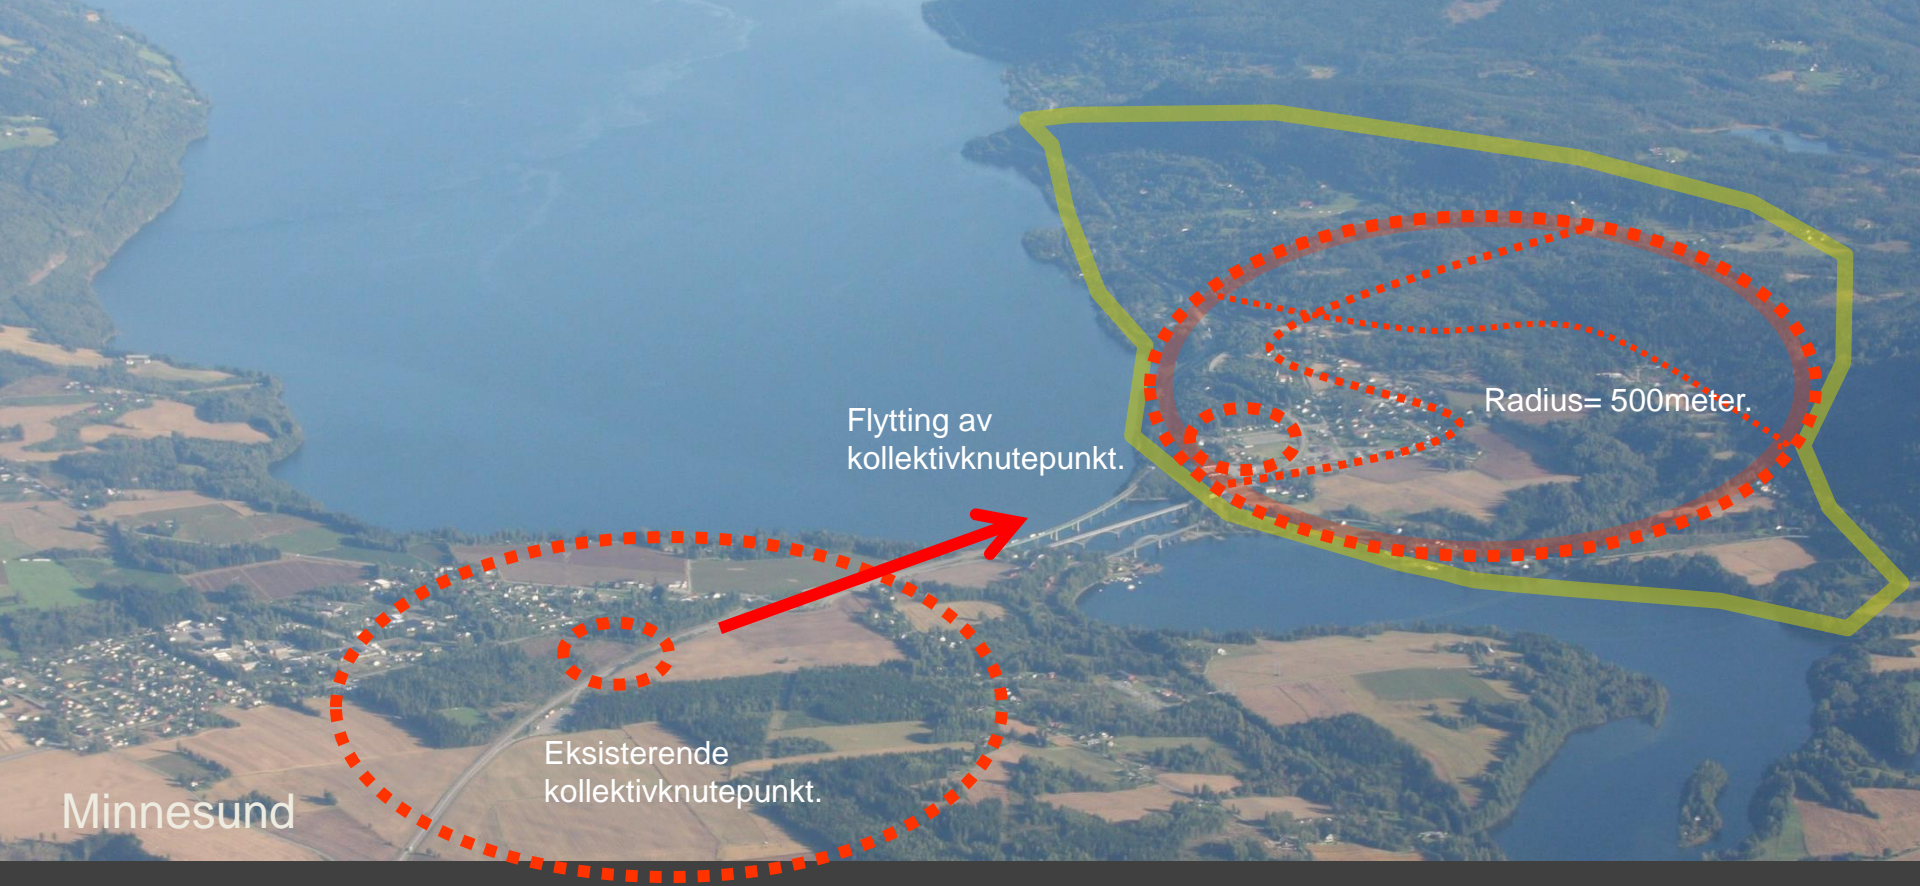 Radius= 500meter.
Flytting av
kollektivknutepunkt.
Eksisterende
kollektivknutepunkt.
Minnesund